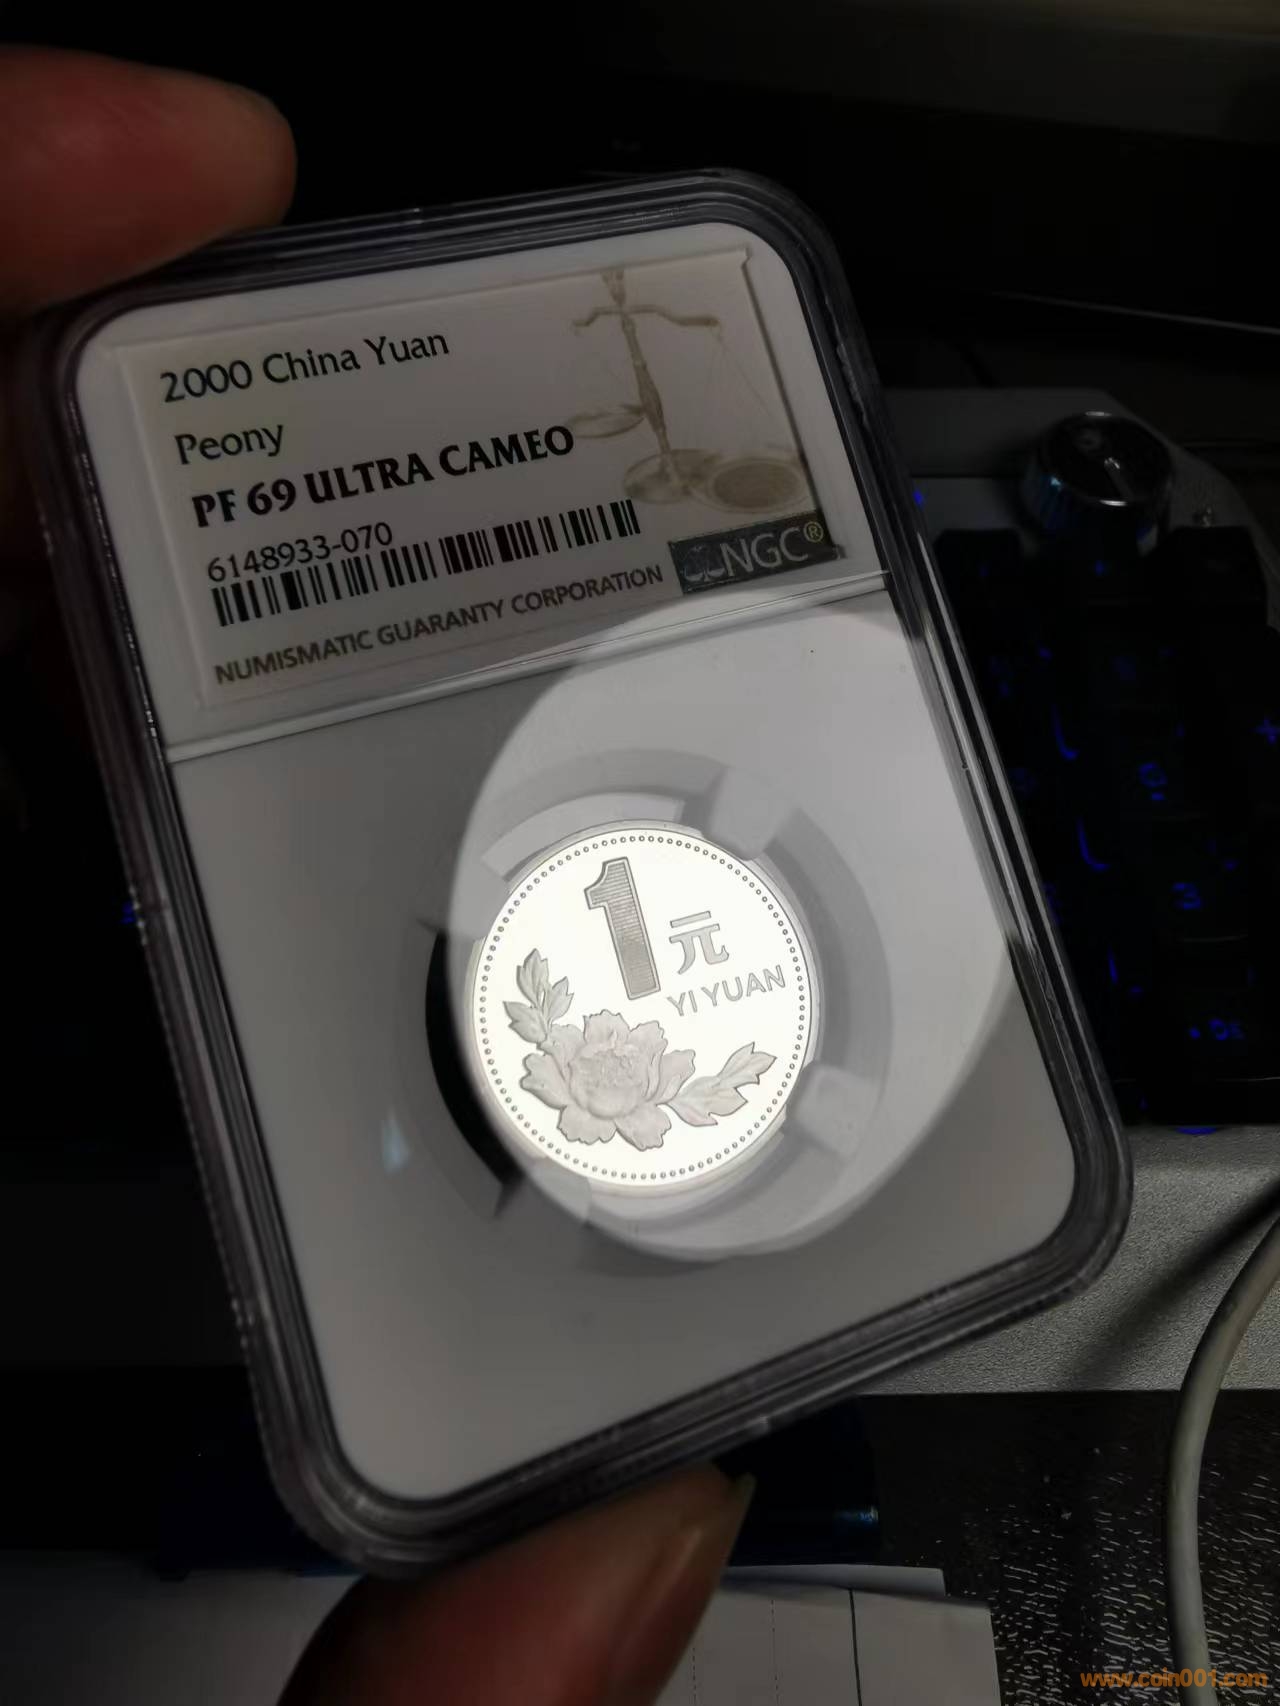 2000 China Yuan
Peony
PF 69 ULTRA CAMEO
6148933-070
NUMISMATIC GUARANTY CORPORATION
NGC®
1元
YI YUAN
www.coin001.com